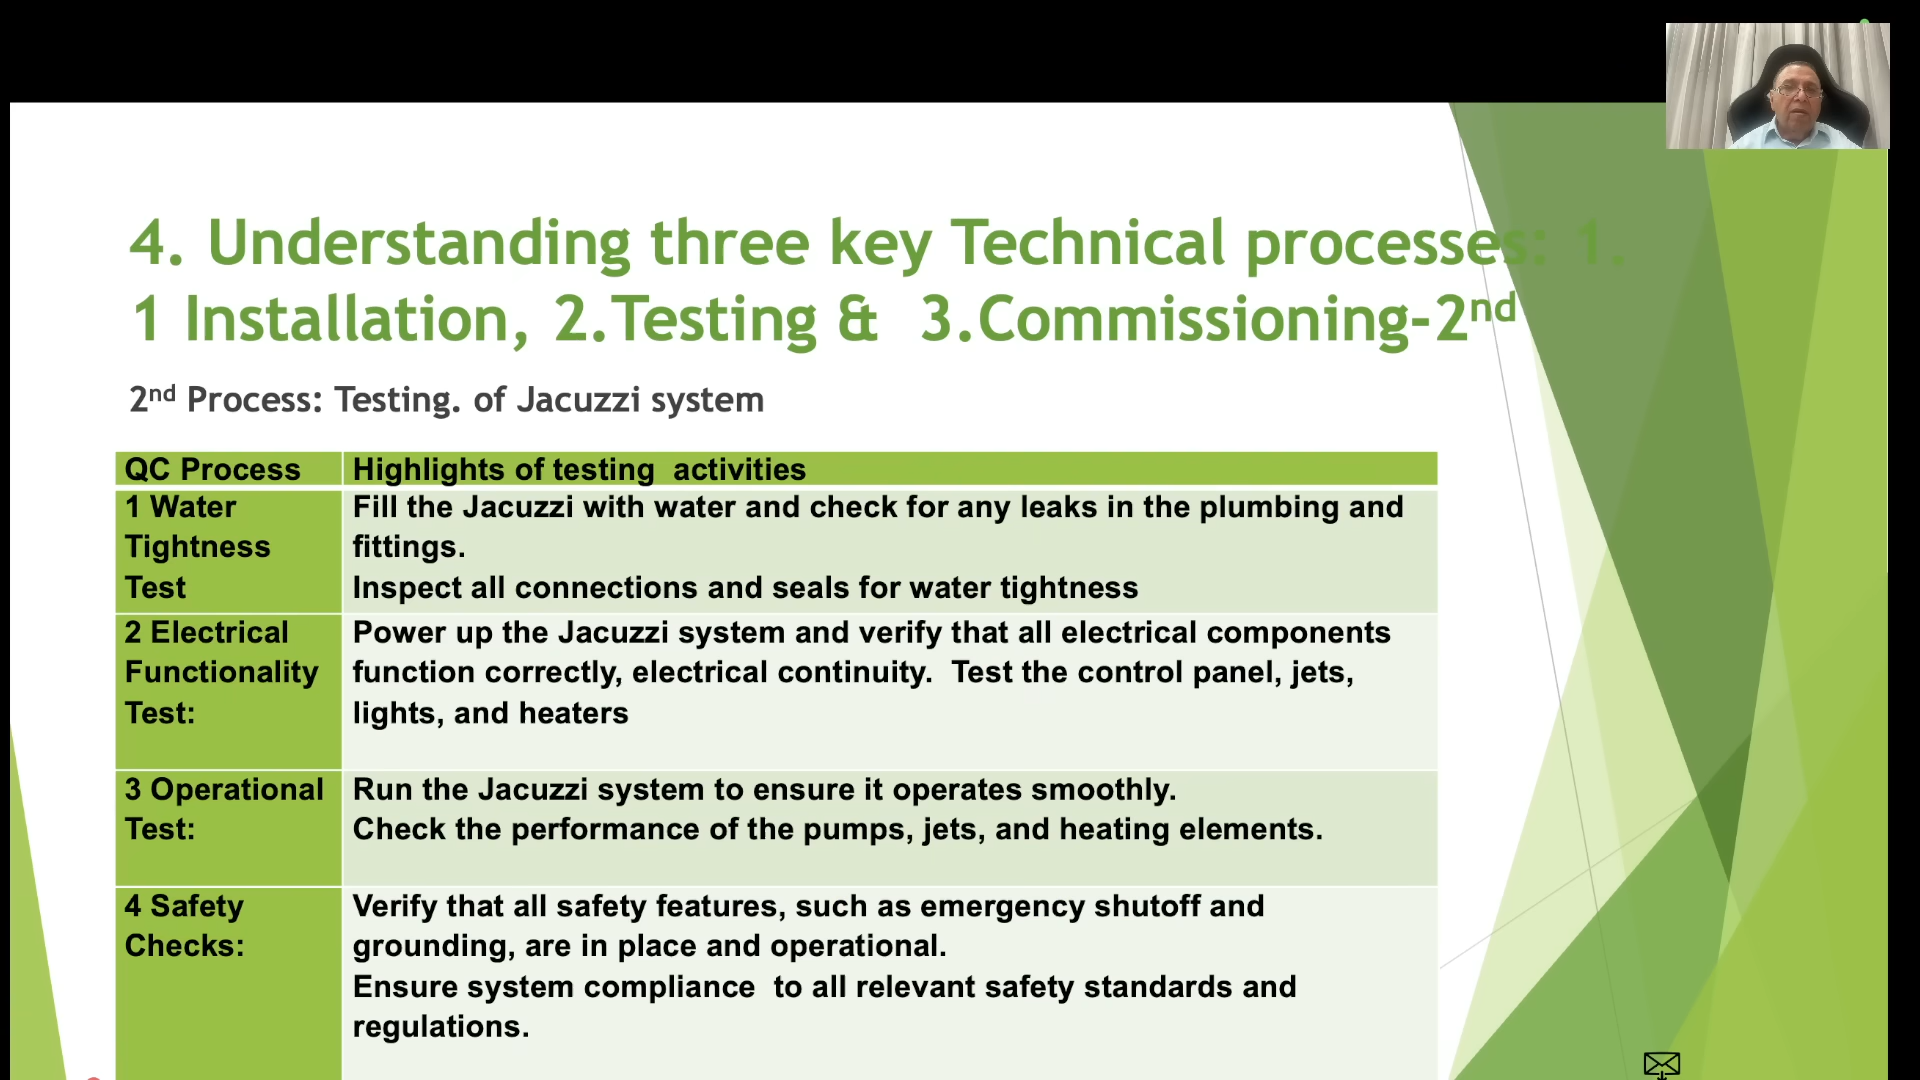 4. Understanding three key Technical processes: 1.
1 Installation, 2.Testing & 3.Commissioning-2nd
2nd Process: Testing. of Jacuzzi system
QC Process
Highlights of testing activities
1 Water
Tightness
Test
Fill the Jacuzzi with water and check for any leaks in the plumbing and
fittings.
Inspect all connections and seals for water tightness
2 Electrical
Functionality
Test:
Power up the Jacuzzi system and verify that all electrical components
function correctly, electrical continuity. Test the control panel, jets,
lights, and heaters
3 Operational
Test:
Run the Jacuzzi system to ensure it operates smoothly.
Check the performance of the pumps, jets, and heating elements.
4 Safety
Checks:
Verify that all safety features, such as emergency shutoff and
grounding, are in place and operational.
Ensure system compliance to all relevant safety standards and
regulations.